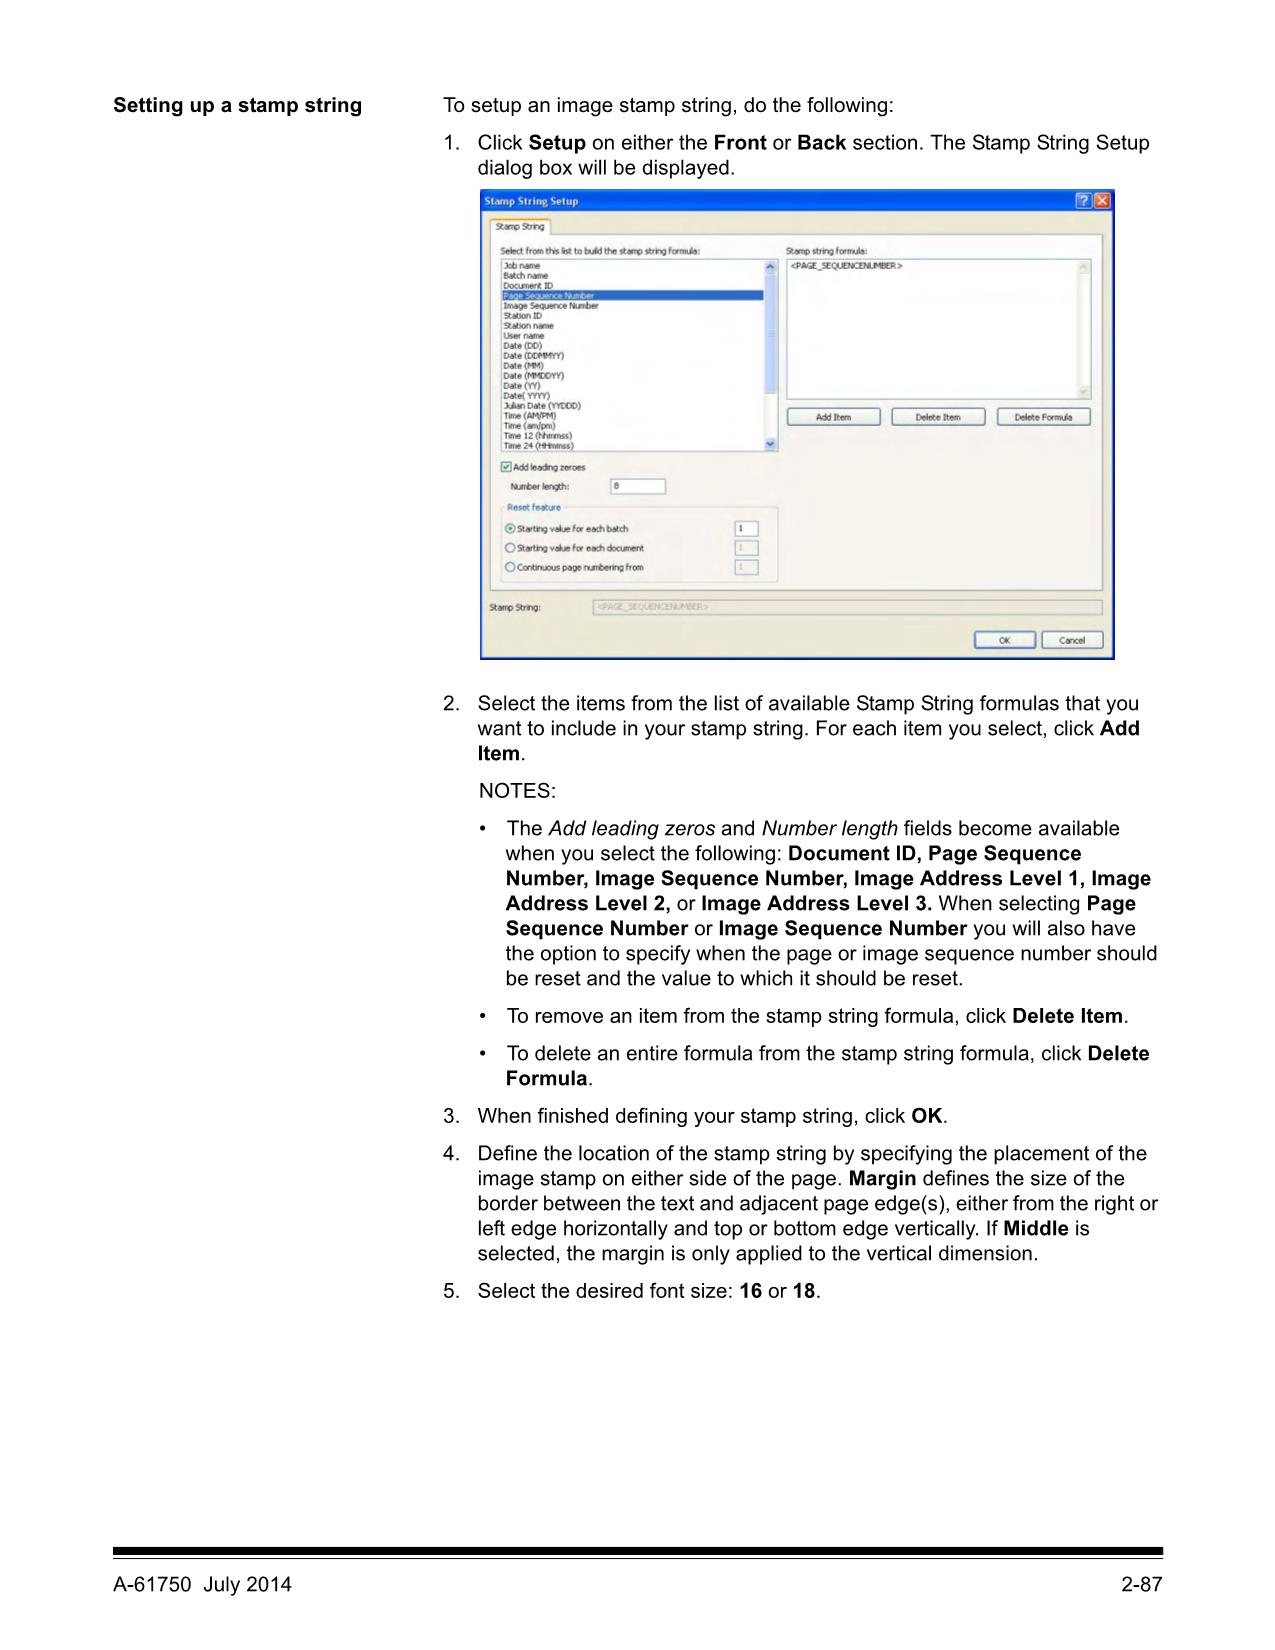 Setting up a stamp string
To setup an image stamp string, do the following:
1. Click Setup on either the Front or Back section. The Stamp String Setup
dialog box will be displayed.
Stamp String Setup
Stamp String
Select from this list to build the stamp string formula:
Job name
Batch name
Document ID
Page Sequence Number
Image Sequence Number
Station ID
Station name
User name
Date (DD)
Date (DDMMYY)
Date (MM)
Date (MMDDYY)
Date (YY)
Date( YYYY)
Julian Date (YYDDD)
Time (AM/PM)
Time (am/pm)
Time 12 (hhmmss)
Time 24 (HHmmss)
Stamp string formula:
<PAGE_SEQUENCENUMBER>
Add Item
Delete Item
Delete Formula
Add leading zeroes
Number length:
8
Reset feature
Starting value for each batch
1
Starting value for each document
1
Continuous page numbering from
1
Stamp String:
<PAGE_SEQUENCENUMBER>
OK
Cancel
2. Select the items from the list of available Stamp String formulas that you
want to include in your stamp string. For each item you select, click Add
Item.
NOTES:
• The Add leading zeros and Number length fields become available
when you select the following: Document ID, Page Sequence
Number, Image Sequence Number, Image Address Level 1, Image
Address Level 2, or Image Address Level 3. When selecting Page
Sequence Number or Image Sequence Number you will also have
the option to specify when the page or image sequence number should
be reset and the value to which it should be reset.
• To remove an item from the stamp string formula, click Delete Item.
• To delete an entire formula from the stamp string formula, click Delete
Formula.
3. When finished defining your stamp string, click OK.
4. Define the location of the stamp string by specifying the placement of the
image stamp on either side of the page. Margin defines the size of the
border between the text and adjacent page edge(s), either from the right or
left edge horizontally and top or bottom edge vertically. If Middle is
selected, the margin is only applied to the vertical dimension.
5. Select the desired font size: 16 or 18.
A-61750 July 2014
2-87